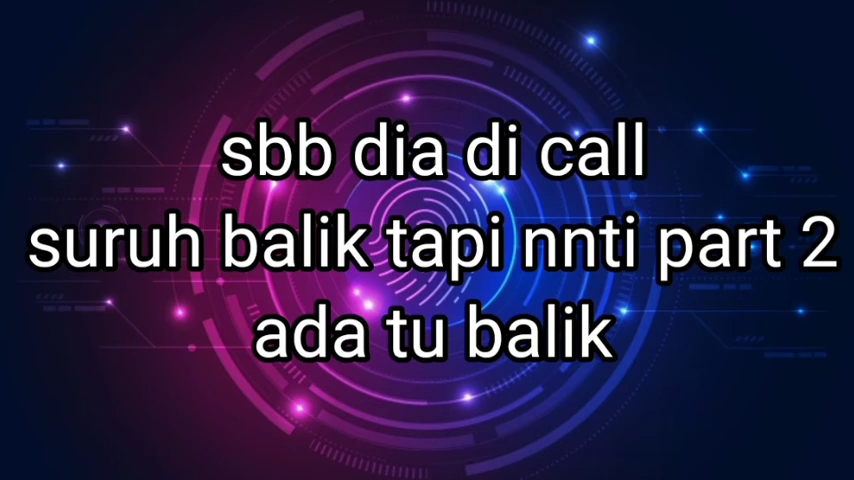 sbb dia di call
suruh balik tapi nnti part 2
ada tu balik